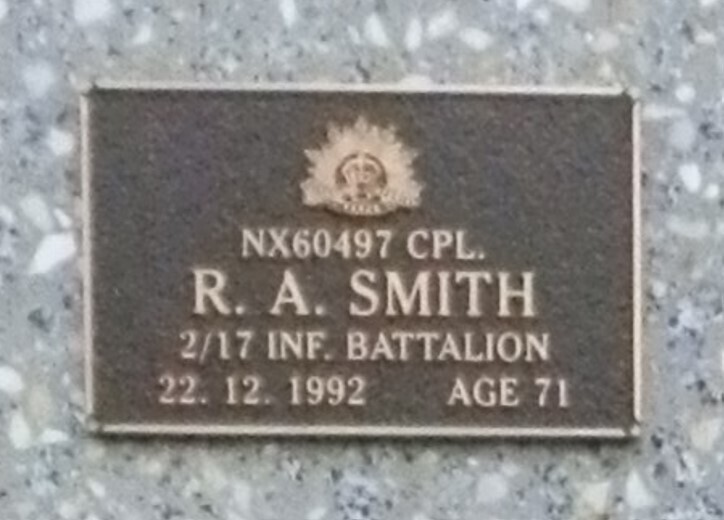 NX60497 CPL.
R. A. SMITH
2/17 INF. BATTALION
22. 12. 1992 AGE 71